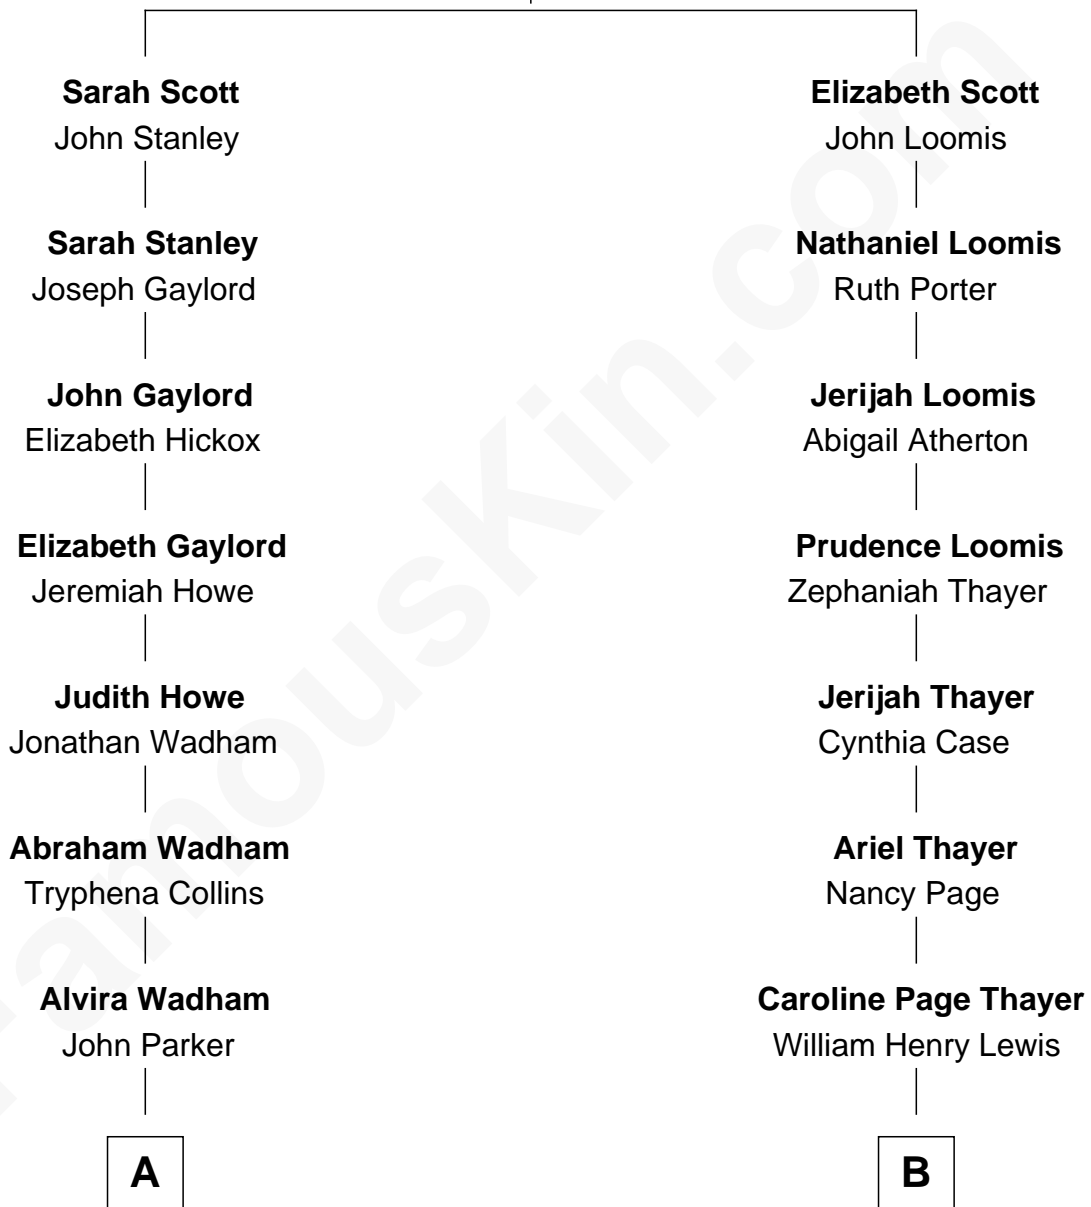 Sarah Scott
John Stanley
Sarah Stanley
Joseph Gaylord
John Gaylord
Elizabeth Hickox
Elizabeth Gaylord
Jeremiah Howe
Judith Howe
Jonathan Wadham
Abraham Wadham
Tryphena Collins
Alvira Wadham
John Parker
A
Elizabeth Scott
John Loomis
Nathaniel Loomis
Ruth Porter
Jerijah Loomis
Abigail Atherton
Prudence Loomis
Zephaniah Thayer
Jerijah Thayer
Cynthia Case
Ariel Thayer
Nancy Page
Caroline Page Thayer
William Henry Lewis
B
FamousKin.com